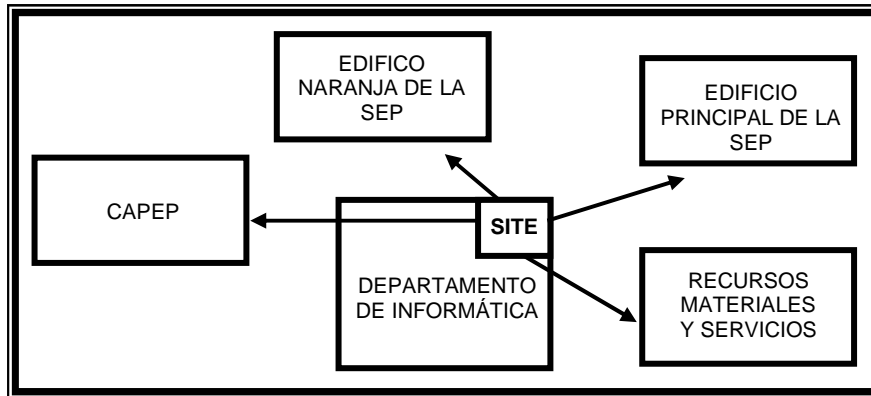 EDIFICO
NARANJA DE LA
SEP
EDIFICIO
PRINCIPAL DE LA
SEP
CAPEP
SITE
DEPARTAMENTO
DE INFORMÁTICA
RECURSOS
MATERIALES
Y SERVICIOS